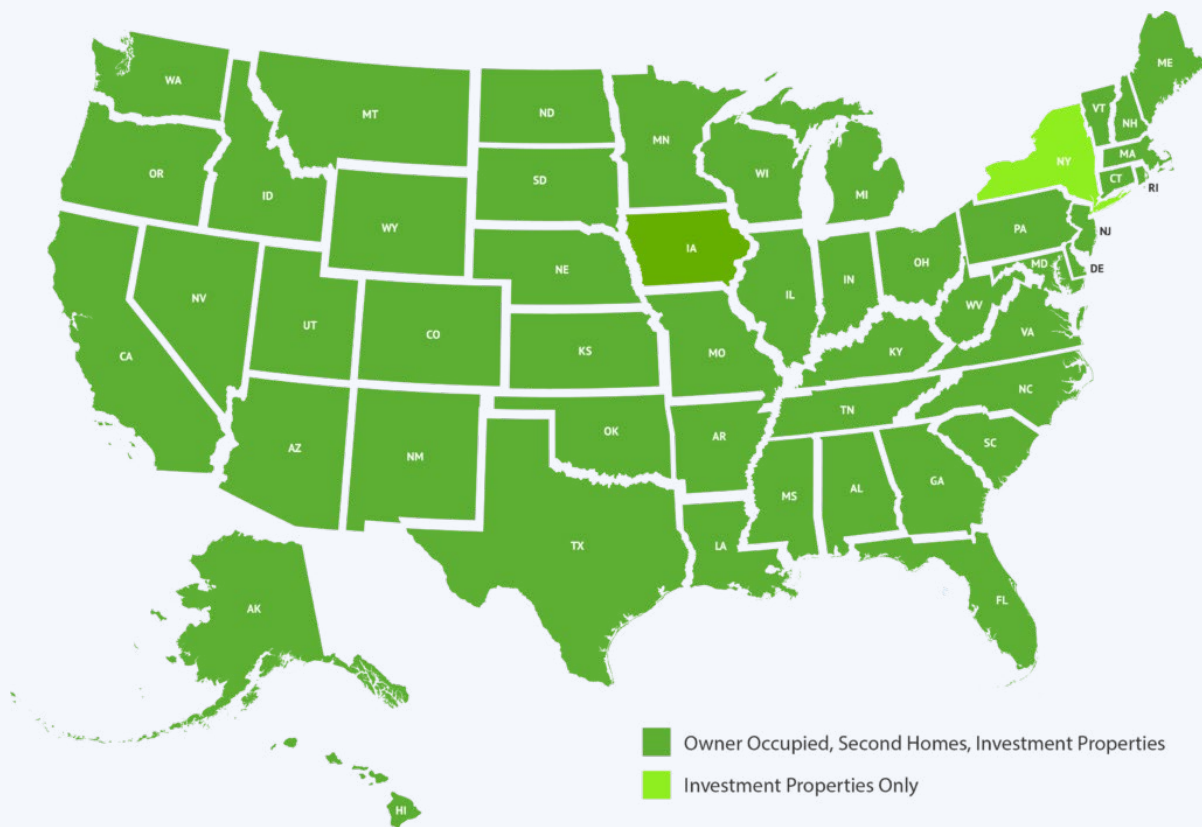 ME
WA
VT
NH
MT
ND
MN
OR
ID
SD
WI
MI
NY
MA
CT
RI
WY
PA
NJ
IA
NE
OH
MD
DE
NV
UT
CO
IL
IN
WV
VA
CA
KS
MO
KY
NC
TN
AZ
NM
OK
AR
SC
MS
AL
GA
TX
LA
FL
AK
HI
Owner Occupied, Second Homes, Investment Properties
Investment Properties Only